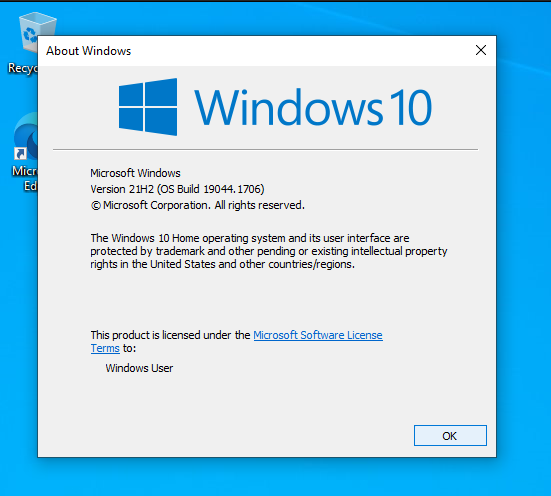 About Windows
Recyc
Windows 10
Micro
Ed
Microsoft Windows
Version 21H2 (OS Build 19044.1706)
© Microsoft Corporation. All rights reserved.
The Windows 10 Home operating system and its user interface are
protected by trademark and other pending or existing intellectual property
rights in the United States and other countries/regions.
This product is licensed under the Microsoft Software License
Terms to:
Windows User
OK